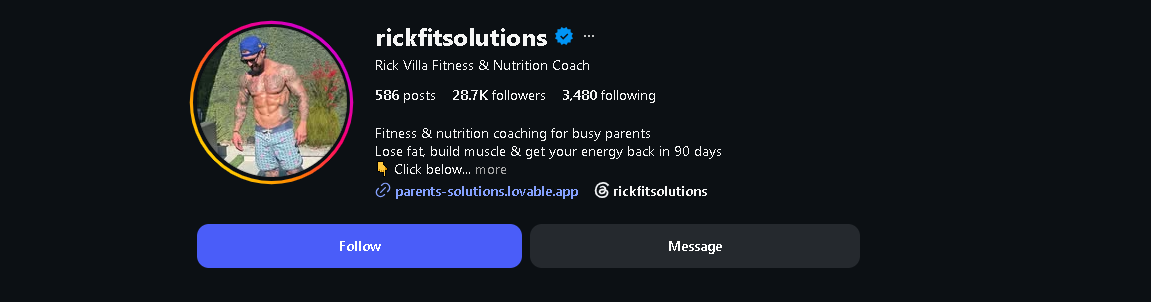 rickfitsolutions
Rick Villa Fitness & Nutrition Coach
586 posts 28.7K followers 3,480 following
Fitness & nutrition coaching for busy parents
Lose fat, build muscle & get your energy back in 90 days
👇 Click below... more
parents-solutions.lovable.app rickfitsolutions
Follow Message